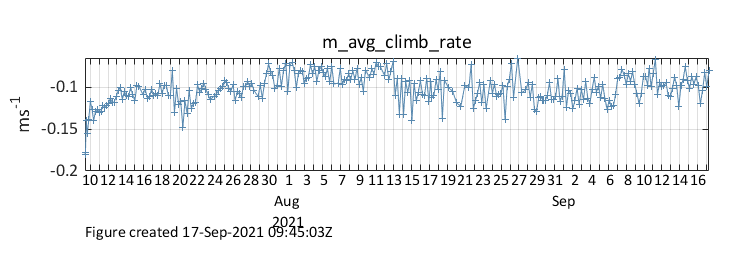 m_avg_climb_rate
-0.1
-0.15
-0.2
ms-1
10 12 14 16 18 20 22 24 26 28 30 1 3 5 7 9 11 13 15 17 19 21 23 25 27 29 31 2 4 6 8 10 12 14 16
Aug Sep
2021
Figure created 17-Sep-2021 09:45:03Z